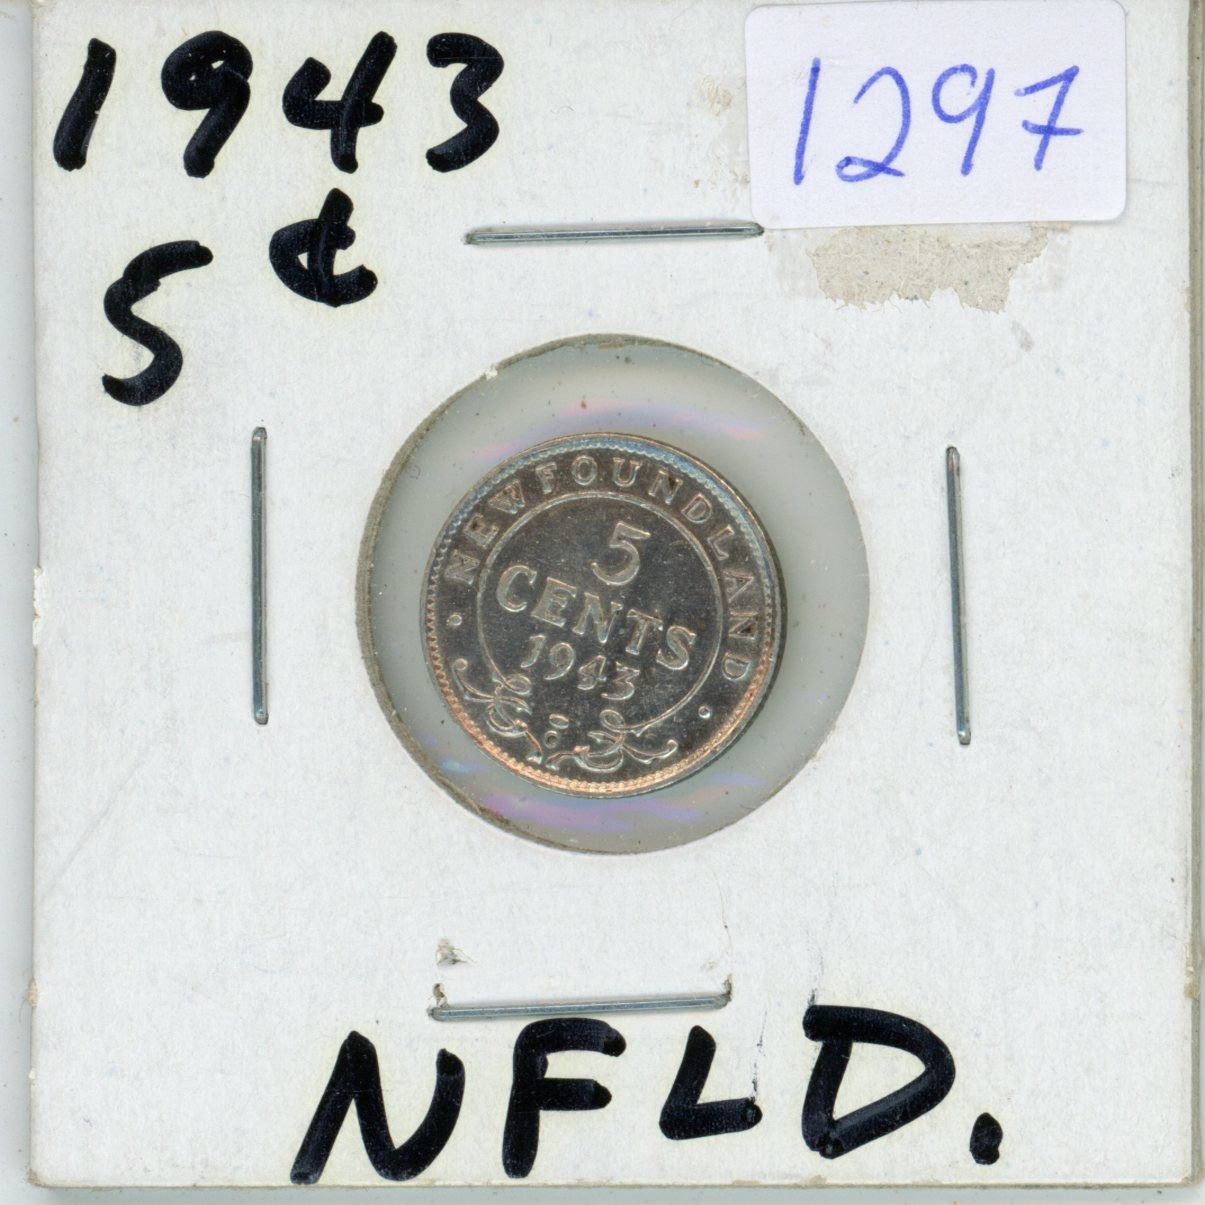 1943
1297
5¢
NEWFOUNDLAND
5
CENTS
1943
NFLD.